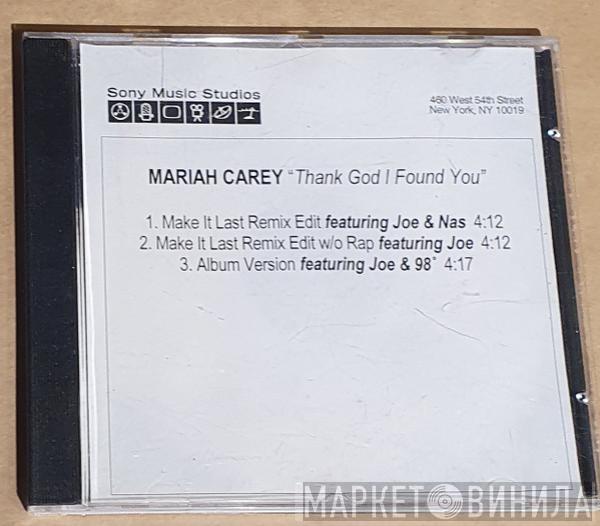 Sony Music Studios
460 West 54th Street
New York, NY 10019
MARIAH CAREY "Thank God I Found You"
1. Make It Last Remix Edit featuring Joe & Nas 4:12
2. Make It Last Remix Edit w/o Rap featuring Joe 4:12
3. Album Version featuring Joe & 98° 4:17
МАРКЕТ ВИНИЛА